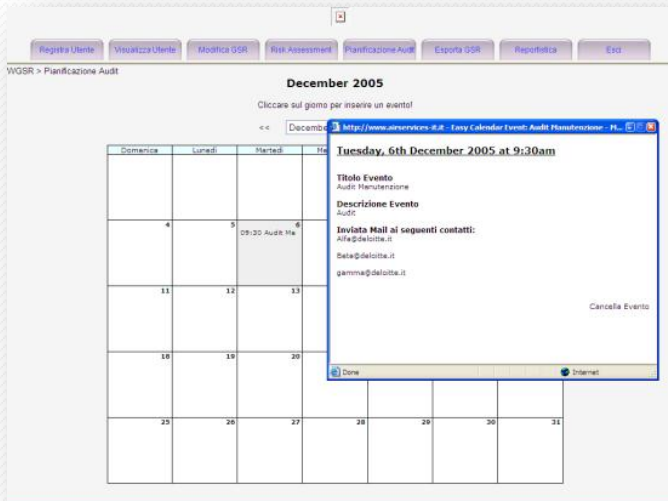 Registra Utente Visualizza Utente Modifica GSR Risk Assessment Pianificazione Audit Esporta GSR Reportistica Esci
WGSR > Pianificazione Audit
December 2005
Cliccare sul giorno per inserire un evento!
<< Decembe
http://www.airservices-it.it - Easy Calendar Event: Audit Manutenzione - M...
Tuesday, 6th December 2005 at 9:30am
Titolo Evento
Audit Manutenzione
Descrizione Evento
Audit
Inviata Mail ai seguenti contatti:
Alfa@deloitte.it
Beta@deloitte.it
gamma@deloitte.it
Cancella Evento
Done Internet
Domenica Lunedì Martedì Me
4 5 6
09:30 Audit Ma
11 12 13
18 19 20
25 26 27 28 29 30 31